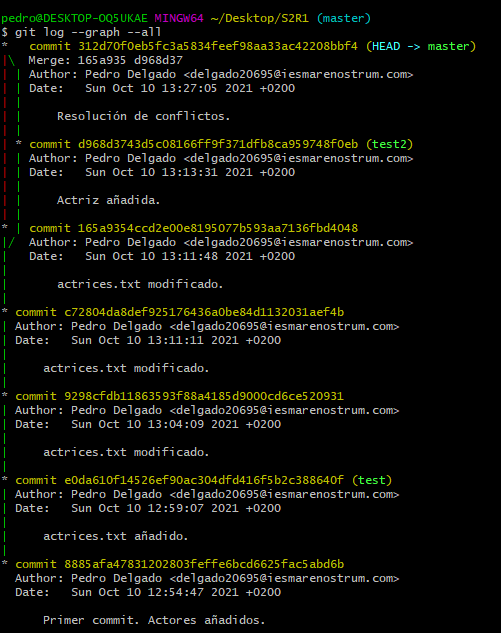 pedro@DESKTOP-OQ5UKAE MINGW64 ~/Desktop/S2R1 (master)
$ git log --graph --all
*   commit 312d70f0eb5fc3a5834feef98aa33ac42208bbf4 (HEAD -> master)
|\  Merge: 165a935 d968d37
| | Author: Pedro Delgado <delgado20695@iesmarenostrum.com>
| | Date:   Sun Oct 10 13:27:05 2021 +0200
| |
| |     Resolución de conflictos.
| |
| * commit d968d3743d5c08166ff9f371dfb8ca959748f0eb (test2)
| | Author: Pedro Delgado <delgado20695@iesmarenostrum.com>
| | Date:   Sun Oct 10 13:13:31 2021 +0200
| |
| |     Actriz añadida.
| |
* | commit 165a9354ccd2e00e8195077b593aa7136fbd4048
|/  Author: Pedro Delgado <delgado20695@iesmarenostrum.com>
|   Date:   Sun Oct 10 13:11:48 2021 +0200
|
|       actrices.txt modificado.
|
* commit c72804da8def925176436a0be84d1132031aef4b
| Author: Pedro Delgado <delgado20695@iesmarenostrum.com>
| Date:   Sun Oct 10 13:11:11 2021 +0200
|
|     actrices.txt modificado.
|
* commit 9298cfdb11863593f88a4185d9000cd6ce520931
| Author: Pedro Delgado <delgado20695@iesmarenostrum.com>
| Date:   Sun Oct 10 13:04:09 2021 +0200
|
|     actrices.txt modificado.
|
* commit e0da610f14526ef90ac304dfd416f5b2c388640f (test)
| Author: Pedro Delgado <delgado20695@iesmarenostrum.com>
| Date:   Sun Oct 10 12:59:07 2021 +0200
|
|     actrices.txt añadido.
|
* commit 8885afa47831202803feffe6bcd6625fac5abd6b
  Author: Pedro Delgado <delgado20695@iesmarenostrum.com>
  Date:   Sun Oct 10 12:54:47 2021 +0200

      Primer commit. Actores añadidos.